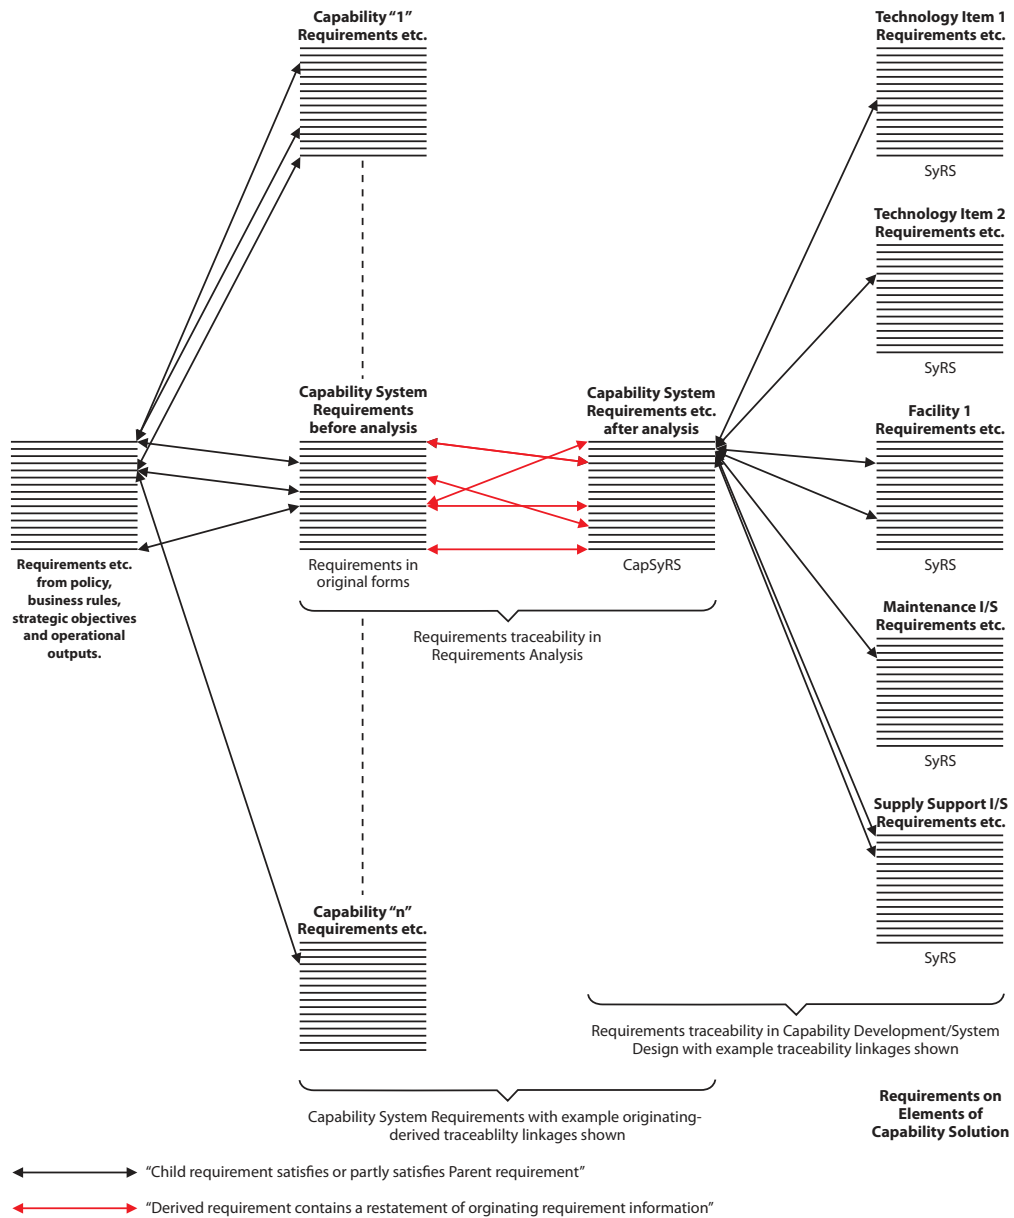 Capability “1”
Requirements etc.
Technology Item 1
Requirements etc.
SyRS
Technology Item 2
Requirements etc.
SyRS
Capability System
Requirements
before analysis
Capability System
Requirements etc.
after analysis
Facility 1
Requirements etc.
Requirements etc.
from policy,
business rules,
strategic objectives
and operational
outputs.
Requirements in
original forms
CapSyRS
SyRS
Requirements traceability in
Requirements Analysis
Maintenance I/S
Requirements etc.
SyRS
Supply Support I/S
Requirements etc.
SyRS
Capability “n”
Requirements etc.
Requirements traceability in Capability Development/System
Design with example traceability linkages shown
Capability System Requirements with example originating-
derived traceablilty linkages shown
Requirements on
Elements of
Capability Solution
“Child requirement satisfies or partly satisfies Parent requirement”
“Derived requirement contains a restatement of orginating requirement information”